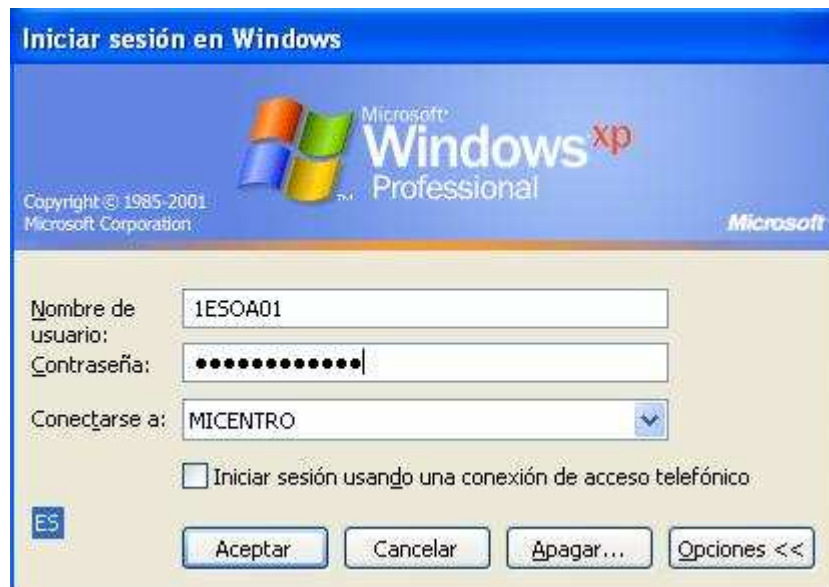 Iniciar sesión en Windows
Microsoft®
Windows xp
Professional
TM
Copyright © 1985-2001
Microsoft Corporation
Microsoft
Nombre de
usuario:
1ESOA01
Contraseña:
●●●●●●●●●●●●
Conectarse a:
MICENTRO
Iniciar sesión usando una conexión de acceso telefónico
ES
Aceptar
Cancelar
Apagar...
Opciones <<